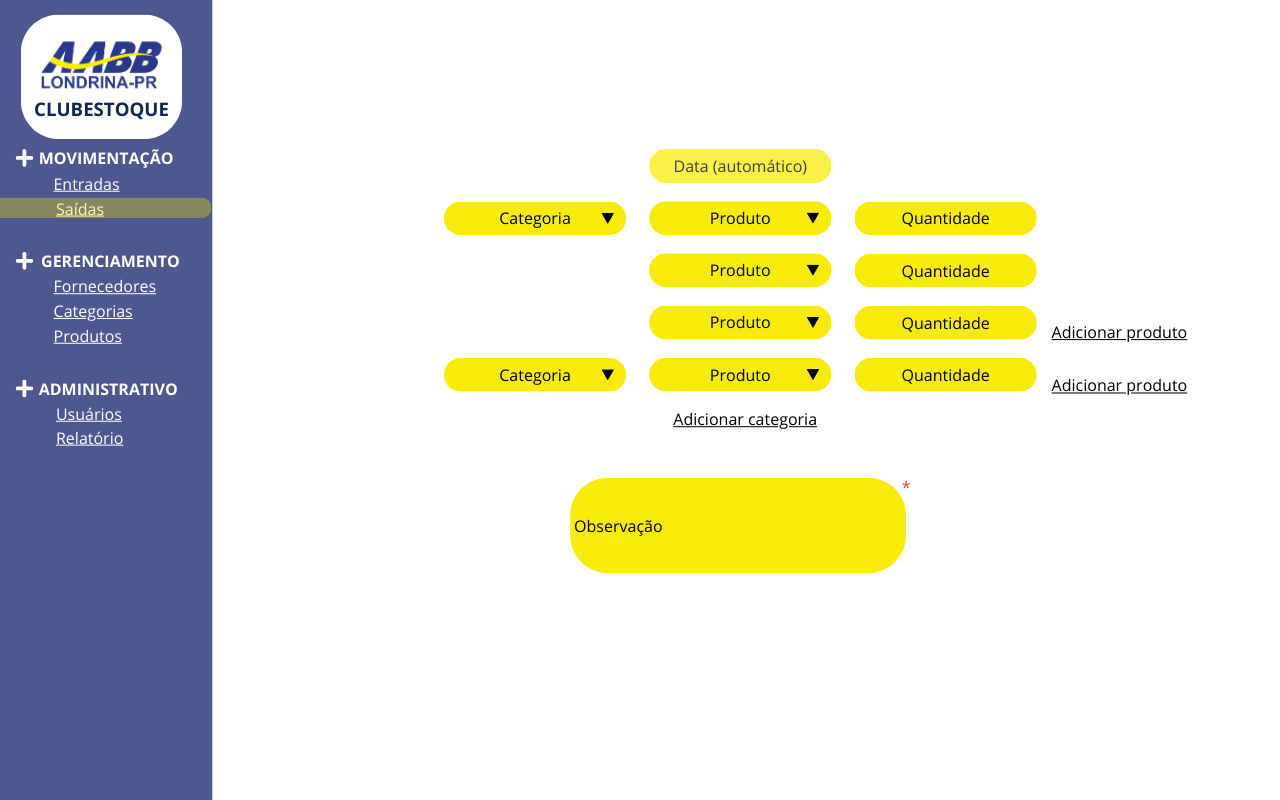 AABB
LONDRINA-PR
CLUBESTOQUE
MOVIMENTAÇÃO
Entradas
Saídas
GERENCIAMENTO
Fornecedores
Categorias
Produtos
ADMINISTRATIVO
Usuários
Relatório
Data (automático)
Categoria Produto Quantidade
Produto Quantidade
Produto Quantidade Adicionar produto
Categoria Produto Quantidade Adicionar produto
Adicionar categoria
*
Observação